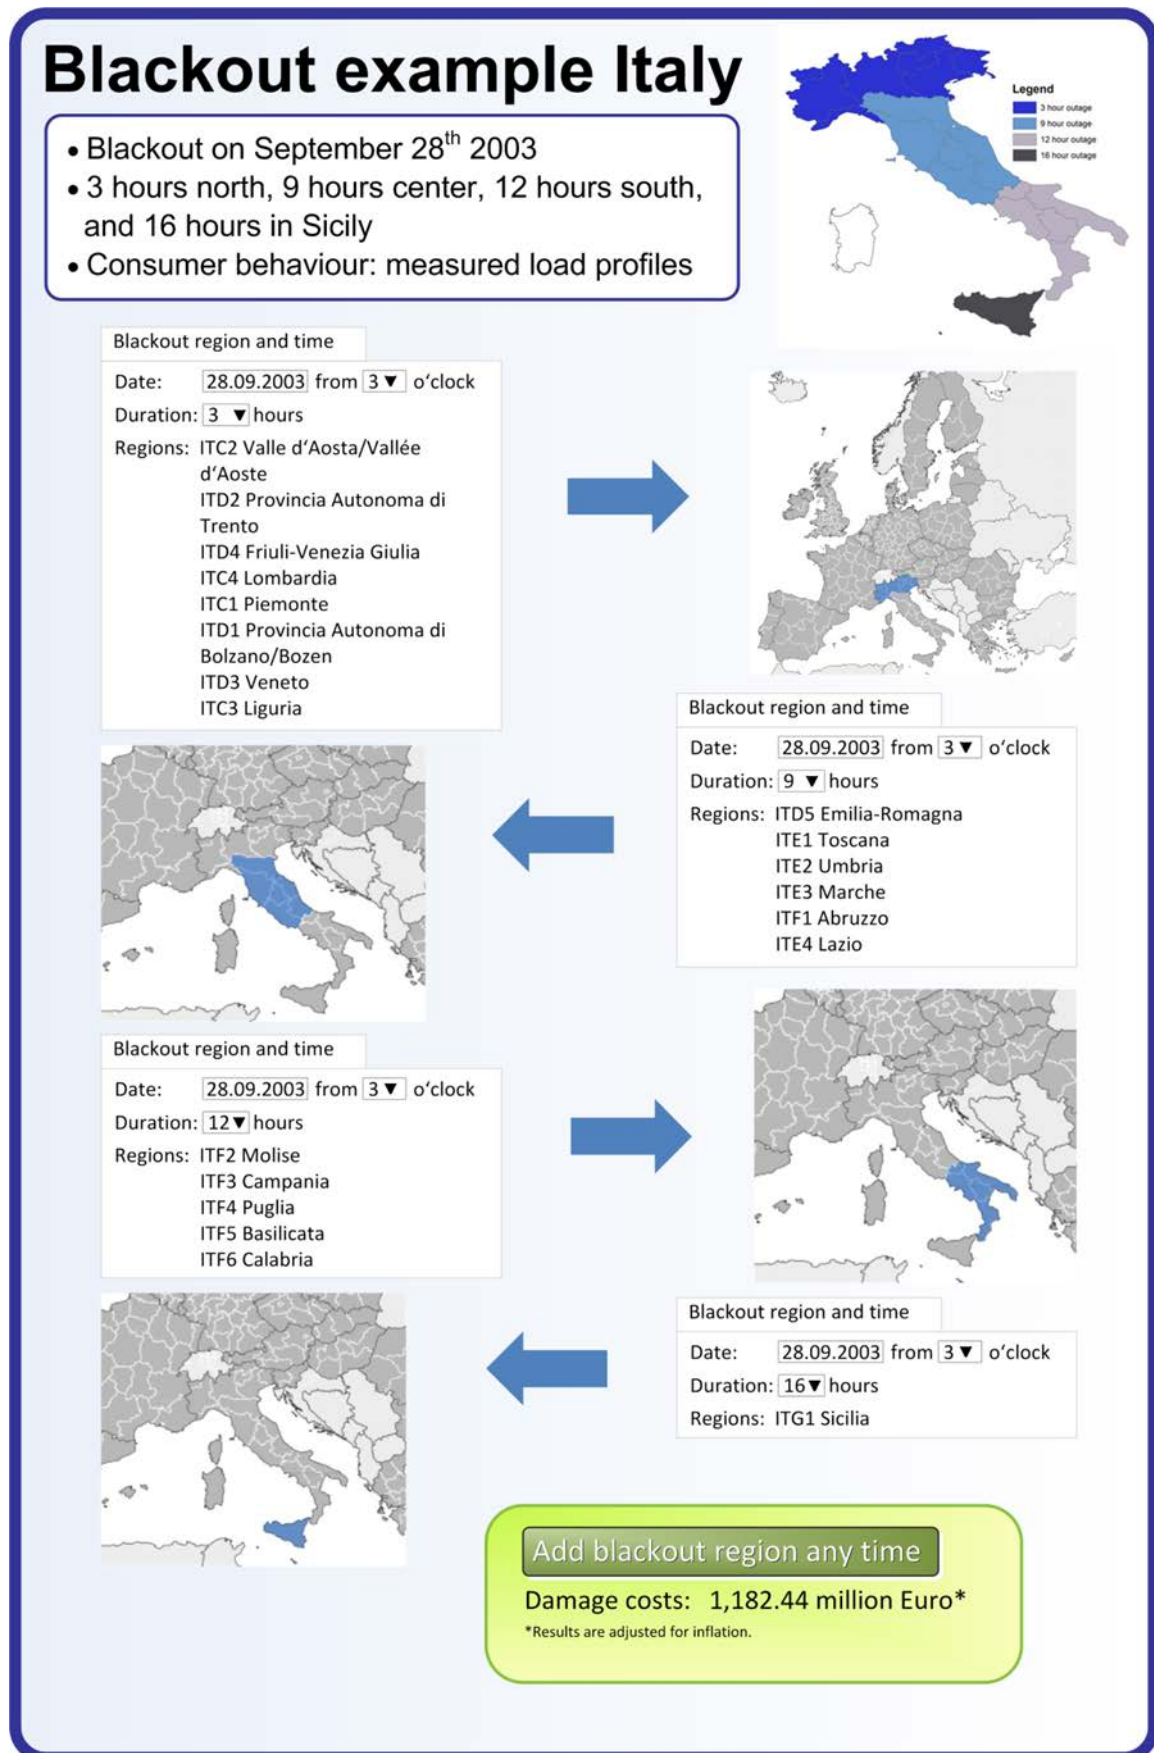 Blackout example Italy
• Blackout on September 28th 2003
• 3 hours north, 9 hours center, 12 hours south,
and 16 hours in Sicily
• Consumer behaviour: measured load profiles
Legend
3 hour outage
9 hour outage
12 hour outage
16 hour outage
Blackout region and time
Date: 28.09.2003 from 3 ▼ o‘clock
Duration: 3 ▼ hours
Regions: ITC2 Valle d‘Aosta/Vallée
d‘Aoste
ITD2 Provincia Autonoma di
Trento
ITD4 Friuli-Venezia Giulia
ITC4 Lombardia
ITC1 Piemonte
ITD1 Provincia Autonoma di
Bolzano/Bozen
ITD3 Veneto
ITC3 Liguria
Blackout region and time
Date: 28.09.2003 from 3 ▼ o‘clock
Duration: 9 ▼ hours
Regions: ITD5 Emilia-Romagna
ITE1 Toscana
ITE2 Umbria
ITE3 Marche
ITF1 Abruzzo
ITE4 Lazio
Blackout region and time
Date: 28.09.2003 from 3 ▼ o‘clock
Duration: 12 ▼ hours
Regions: ITF2 Molise
ITF3 Campania
ITF4 Puglia
ITF5 Basilicata
ITF6 Calabria
Blackout region and time
Date: 28.09.2003 from 3 ▼ o‘clock
Duration: 16 ▼ hours
Regions: ITG1 Sicilia
Add blackout region any time
Damage costs: 1,182.44 million Euro*
*Results are adjusted for inflation.